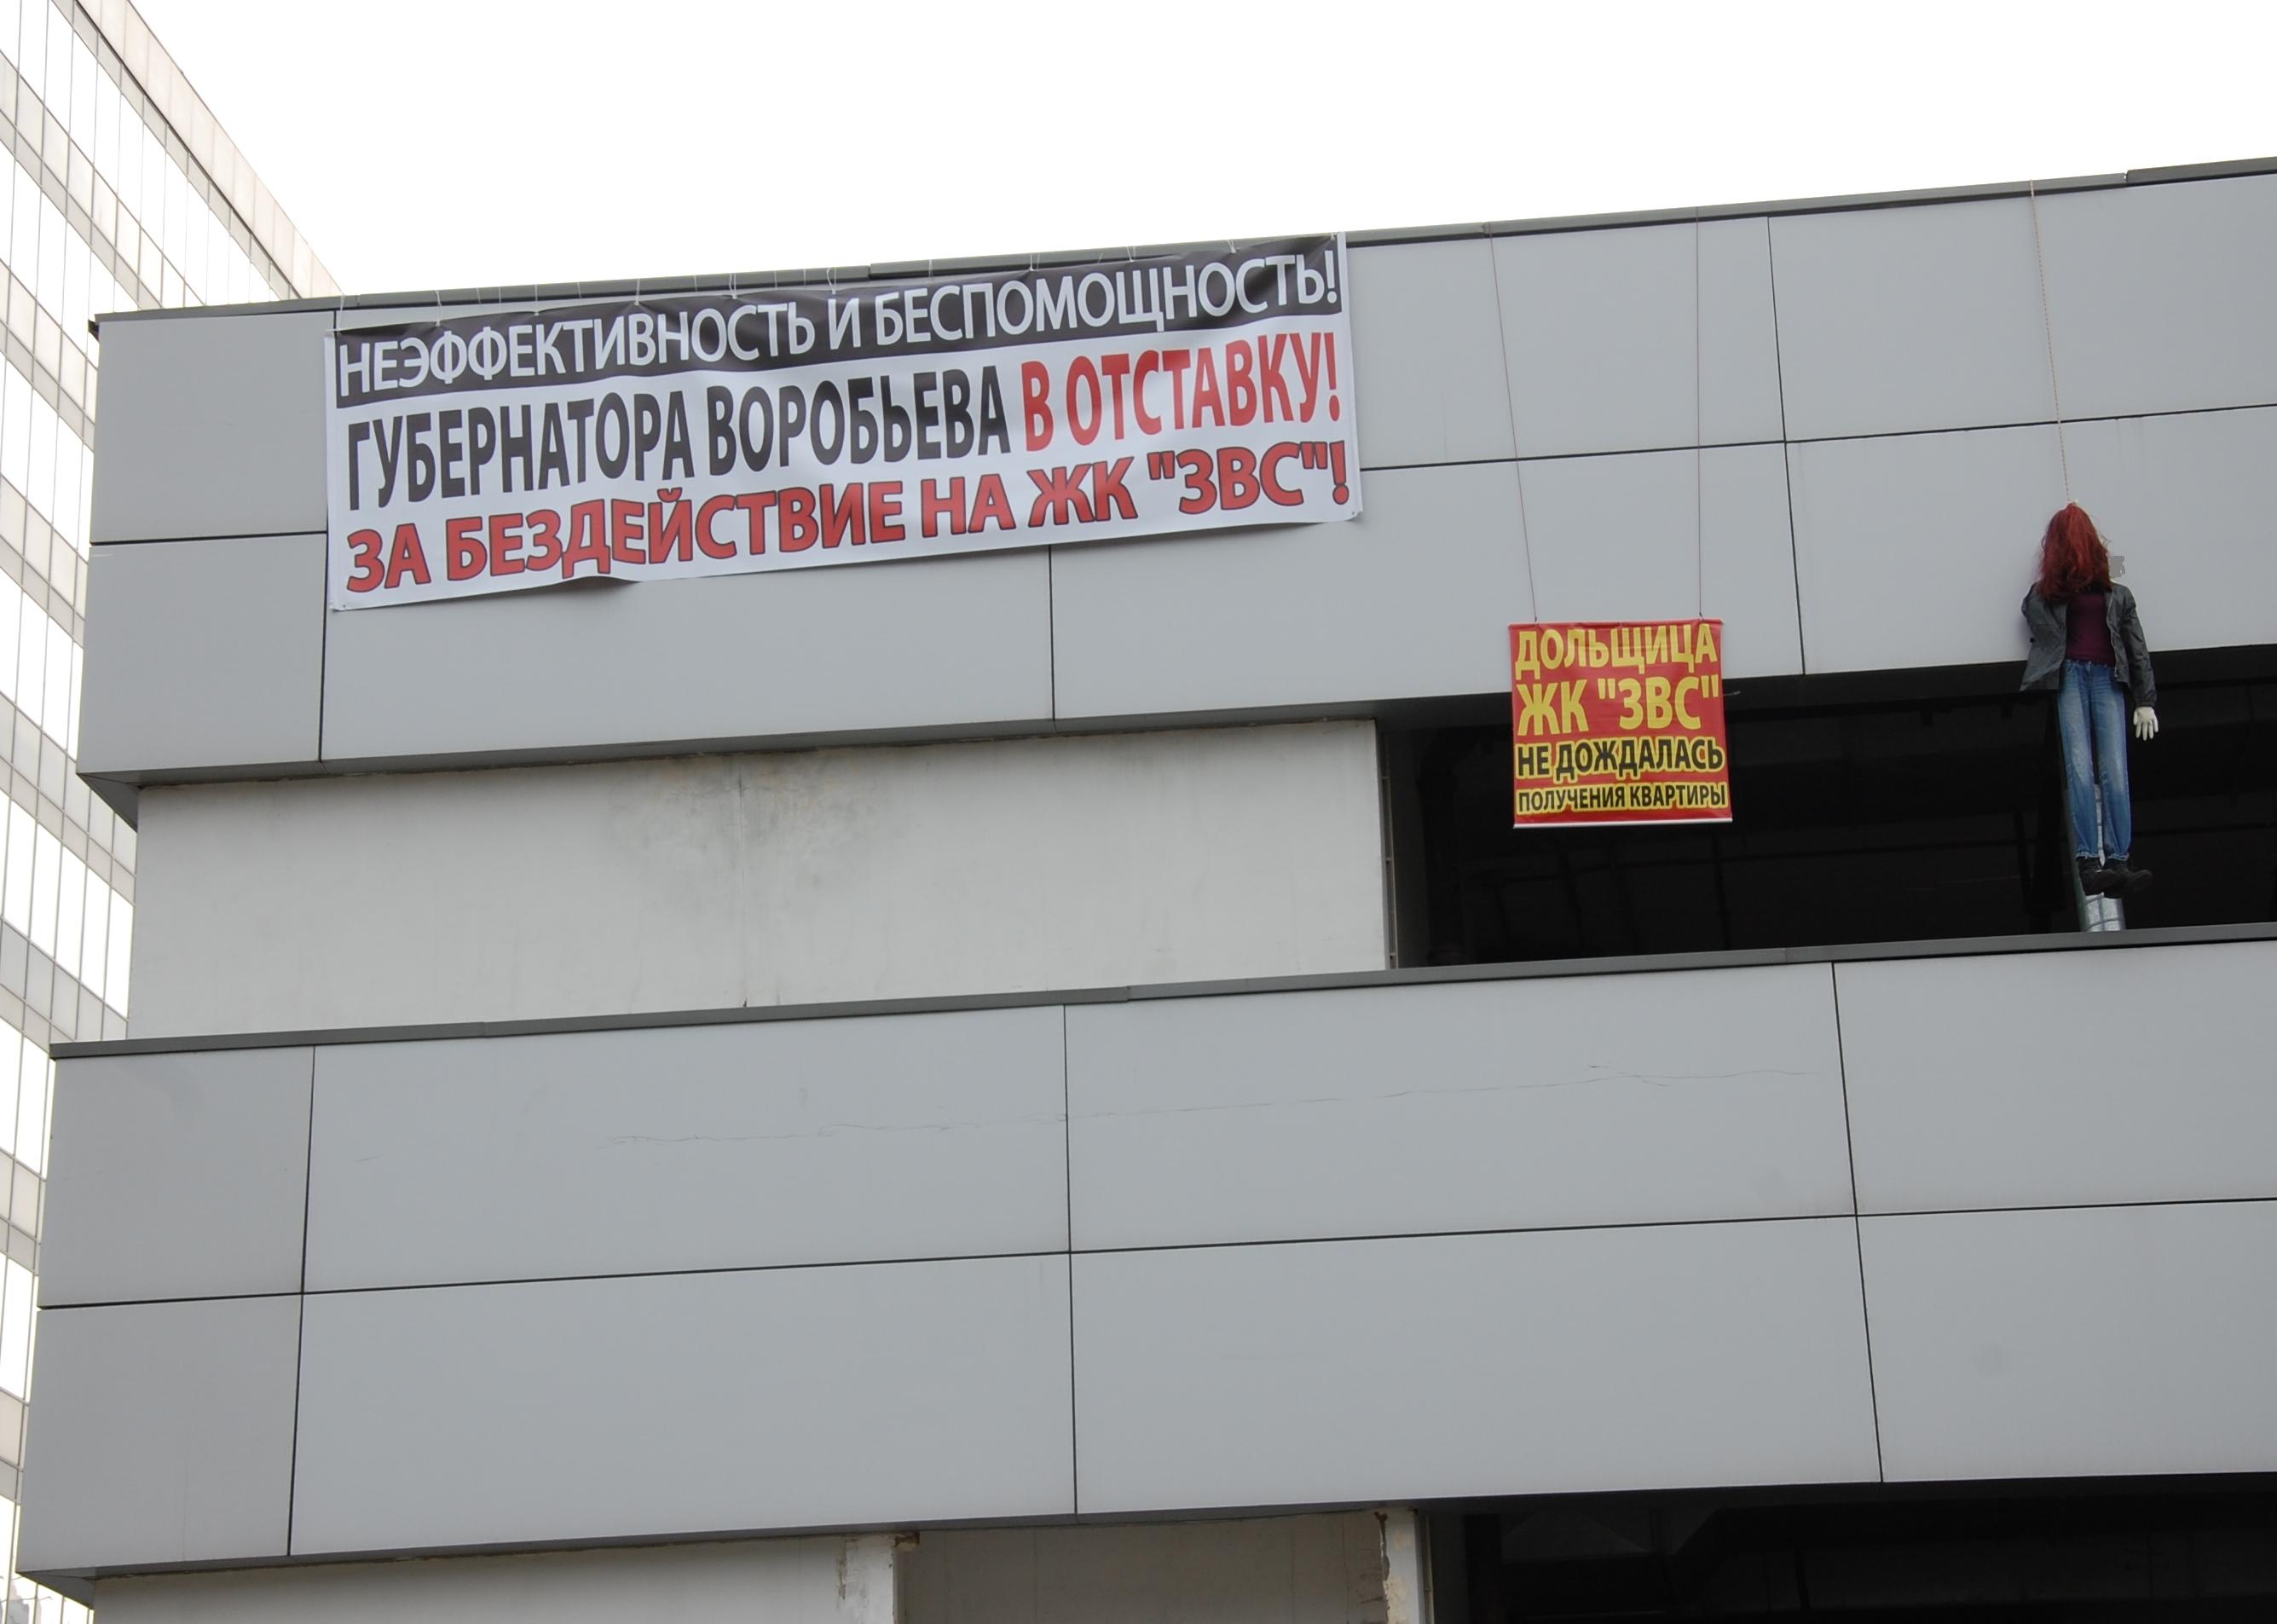 НЕЭФФЕКТИВНОСТЬ И БЕСПОМОЩНОСТЬ!
ГУБЕРНАТОРА ВОРОБЬЕВА В ОТСТАВКУ!
ЗА БЕЗДЕЙСТВИЕ НА ЖК "ЗВС"!
ДОЛЬЩИЦА
ЖК "ЗВС"
НЕ ДОЖДАЛАСЬ
ПОЛУЧЕНИЯ КВАРТИРЫ